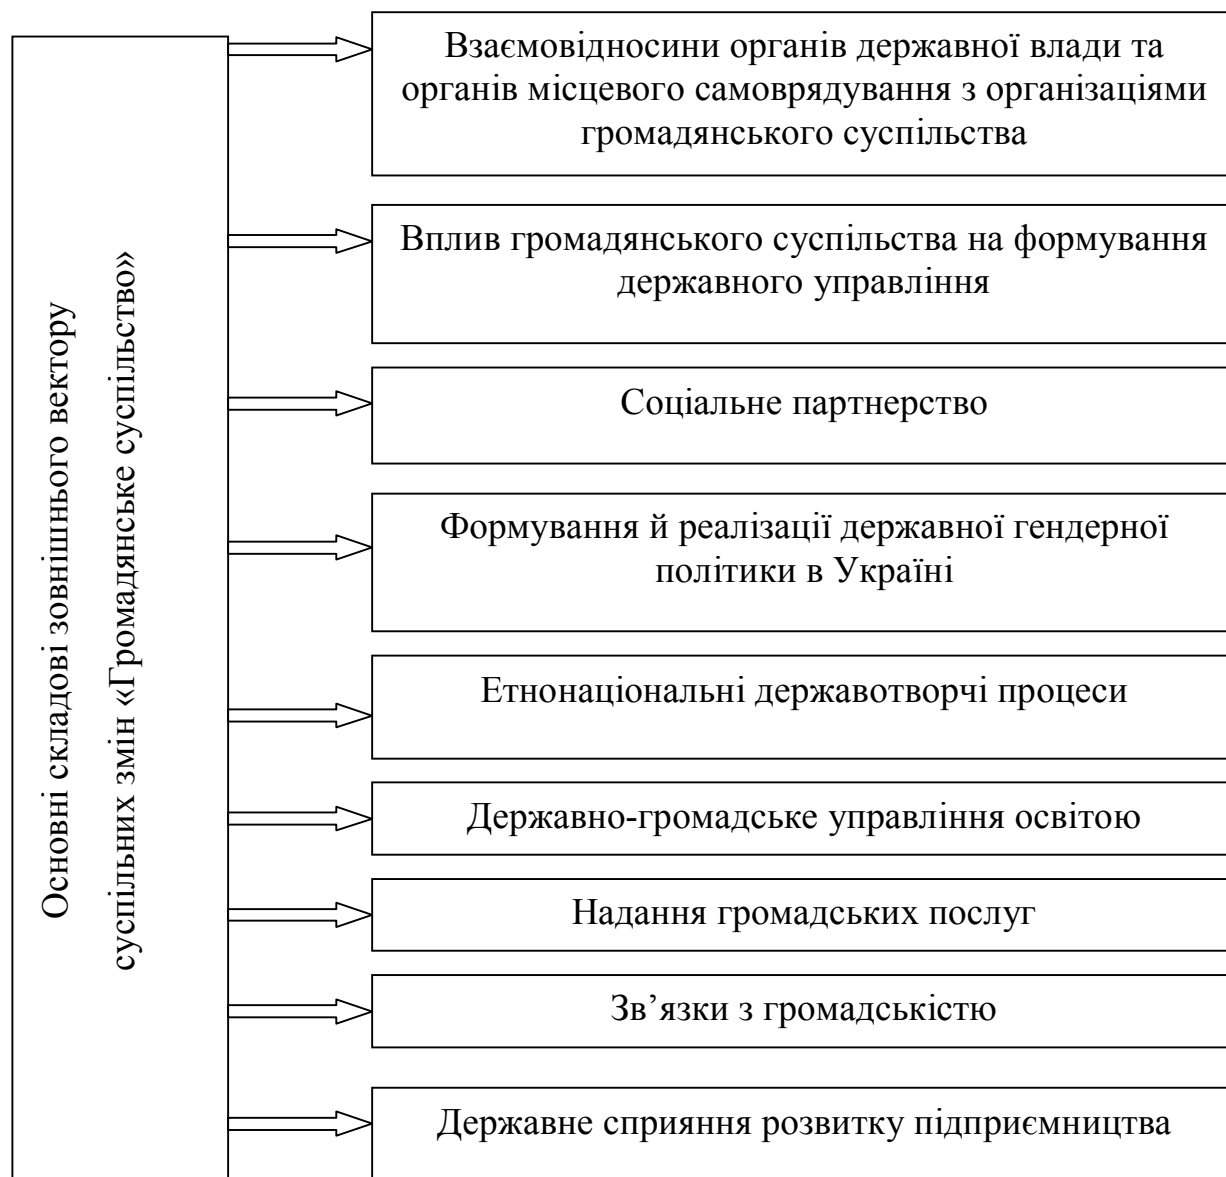 Основні складові зовнішнього вектору
суспільних змін «Громадянське суспільство»
Взаємовідносини органів державної влади та
органів місцевого самоврядування з організаціями
громадянського суспільства
Вплив громадянського суспільства на формування
державного управління
Соціальне партнерство
Формування й реалізації державної гендерної
політики в Україні
Етнонаціональні державотворчі процеси
Державно-громадське управління освітою
Надання громадських послуг
Зв’язки з громадськістю
Державне сприяння розвитку підприємництва